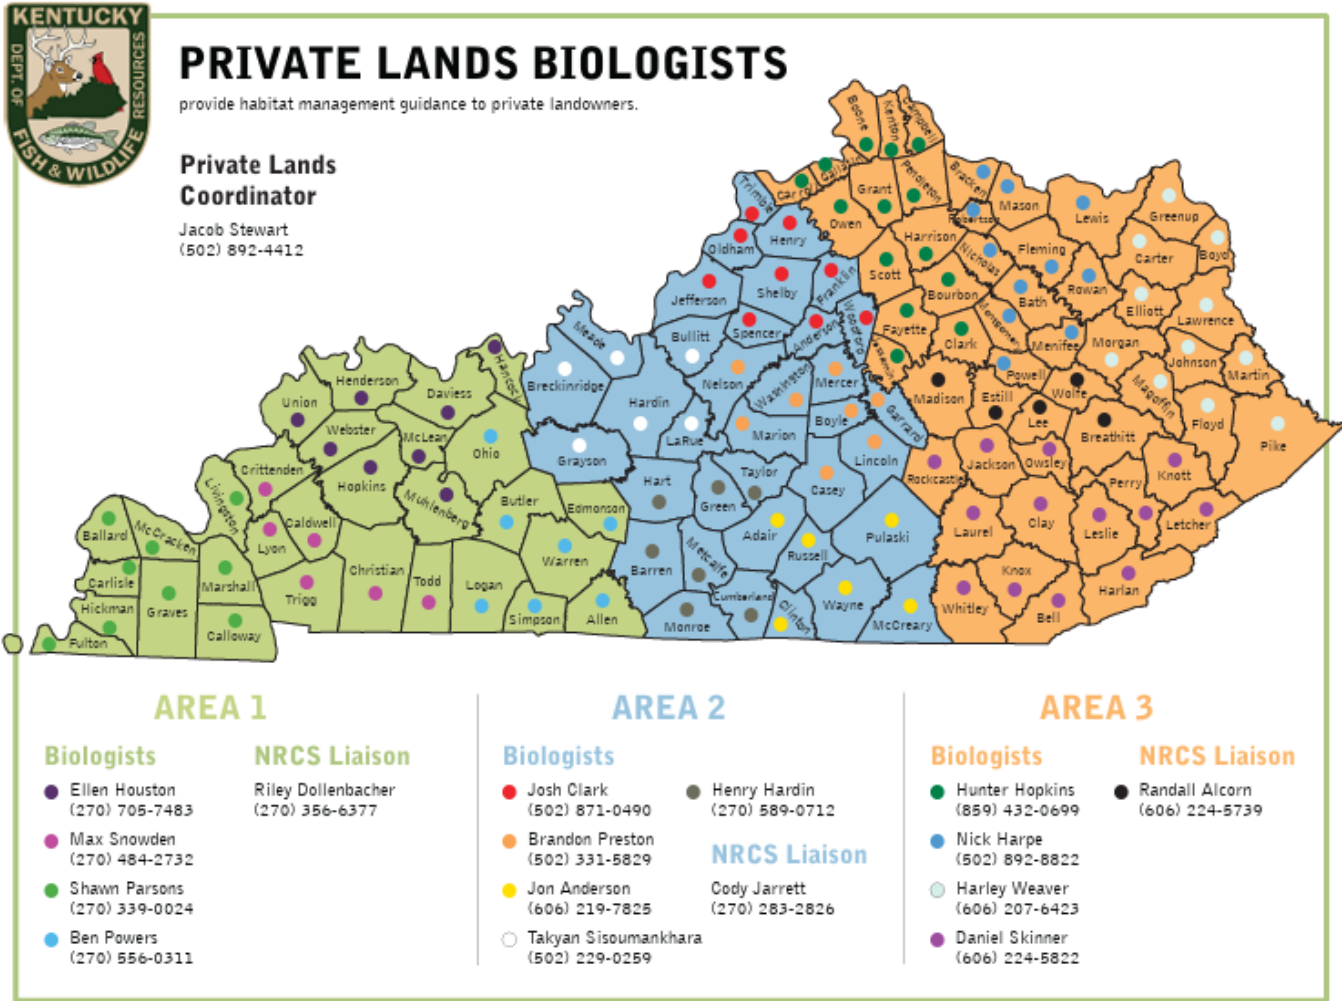 KENTUCKY
DEPT. OF
FISH & WILDLIFE
RESOURCES
PRIVATE LANDS BIOLOGISTS
provide habitat management guidance to private landowners.
Private Lands
Coordinator
Jacob Stewart
(502) 892-4412
Boone
Kenton
Campbell
Gallatin
Carroll
Trimble
Grant
Pendleton
Bracken
Mason
Robertson
Lewis
Greenup
Owen
Oldham
Henry
Harrison
Nicholas
Fleming
Carter
Boyd
Scott
Jefferson
Shelby
Franklin
Bourbon
Bath
Rowan
Elliott
Lawrence
Meade
Bullitt
Spencer
Anderson
Woodford
Fayette
Clark
Montgomery
Menifee
Morgan
Johnson
Martin
Hancock
Jessamine
Powell
Wolfe
Magoffin
Henderson
Daviess
Breckinridge
Nelson
Washington
Mercer
Madison
Estill
Lee
Union
Hardin
Garrard
Floyd
Pike
Webster
McLean
LaRue
Marion
Boyle
Breathitt
Ohio
Grayson
Lincoln
Jackson
Owsley
Knott
Crittenden
Hopkins
Hart
Taylor
Casey
Rockcastle
Perry
Livingston
Muhlenberg
Butler
Edmonson
Green
Ballard
McCracken
Caldwell
Lyon
Adair
Pulaski
Laurel
Clay
Leslie
Letcher
Warren
Russell
Carlisle
Marshall
Christian
Todd
Logan
Barren
Metcalfe
Knox
Harlan
Hickman
Graves
Trigg
Simpson
Allen
Monroe
Cumberland
Clinton
Wayne
McCreary
Whitley
Bell
Fulton
Calloway
AREA 1
Biologists
Ellen Houston
(270) 705-7483
Max Snowden
(270) 484-2732
Shawn Parsons
(270) 339-0024
Ben Powers
(270) 556-0311
NRCS Liaison
Riley Dollenbacher
(270) 356-6377
AREA 2
Biologists
Josh Clark
(502) 871-0490
Brandon Preston
(502) 331-5829
Jon Anderson
(606) 219-7825
Takyan Sisoumankhara
(502) 229-0259
Henry Hardin
(270) 589-0712
NRCS Liaison
Cody Jarrett
(270) 283-2826
AREA 3
Biologists
Hunter Hopkins
(859) 432-0699
Nick Harpe
(502) 892-8822
Harley Weaver
(606) 207-6423
Daniel Skinner
(606) 224-5822
NRCS Liaison
Randall Alcorn
(606) 224-5739